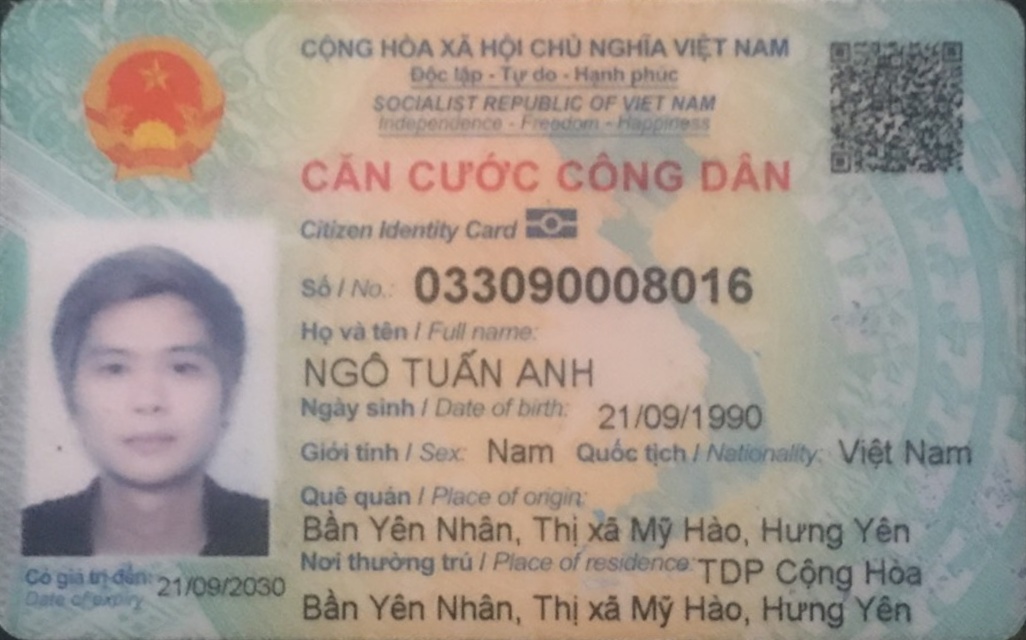 CỘNG HÒA XÃ HỘI CHỦ NGHĨA VIỆT NAM
Độc lập - Tự do - Hạnh phúc
SOCIALIST REPUBLIC OF VIET NAM
Independence - Freedom - Happiness
CĂN CƯỚC CÔNG DÂN
Citizen Identity Card
Số / No.: 033090008016
Họ và tên / Full name:
NGÔ TUẤN ANH
Ngày sinh / Date of birth: 21/09/1990
Giới tính / Sex: Nam Quốc tịch / Nationality: Việt Nam
Quê quán / Place of origin:
Bần Yên Nhân, Thị xã Mỹ Hào, Hưng Yên
Nơi thường trú / Place of residence: TDP Cộng Hòa
Bần Yên Nhân, Thị xã Mỹ Hào, Hưng Yên
Có giá trị đến: 21/09/2030
Date of expiry